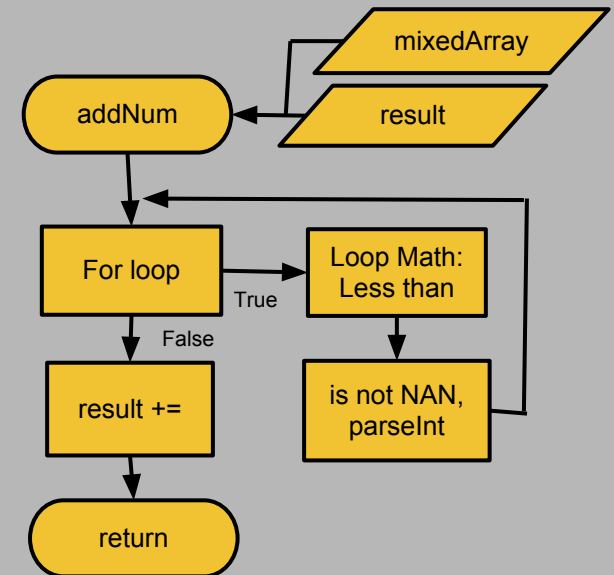 mixedArray
addNum
result
For loop
Loop Math:
Less than
True
False
result +=
is not NAN,
parseInt
return